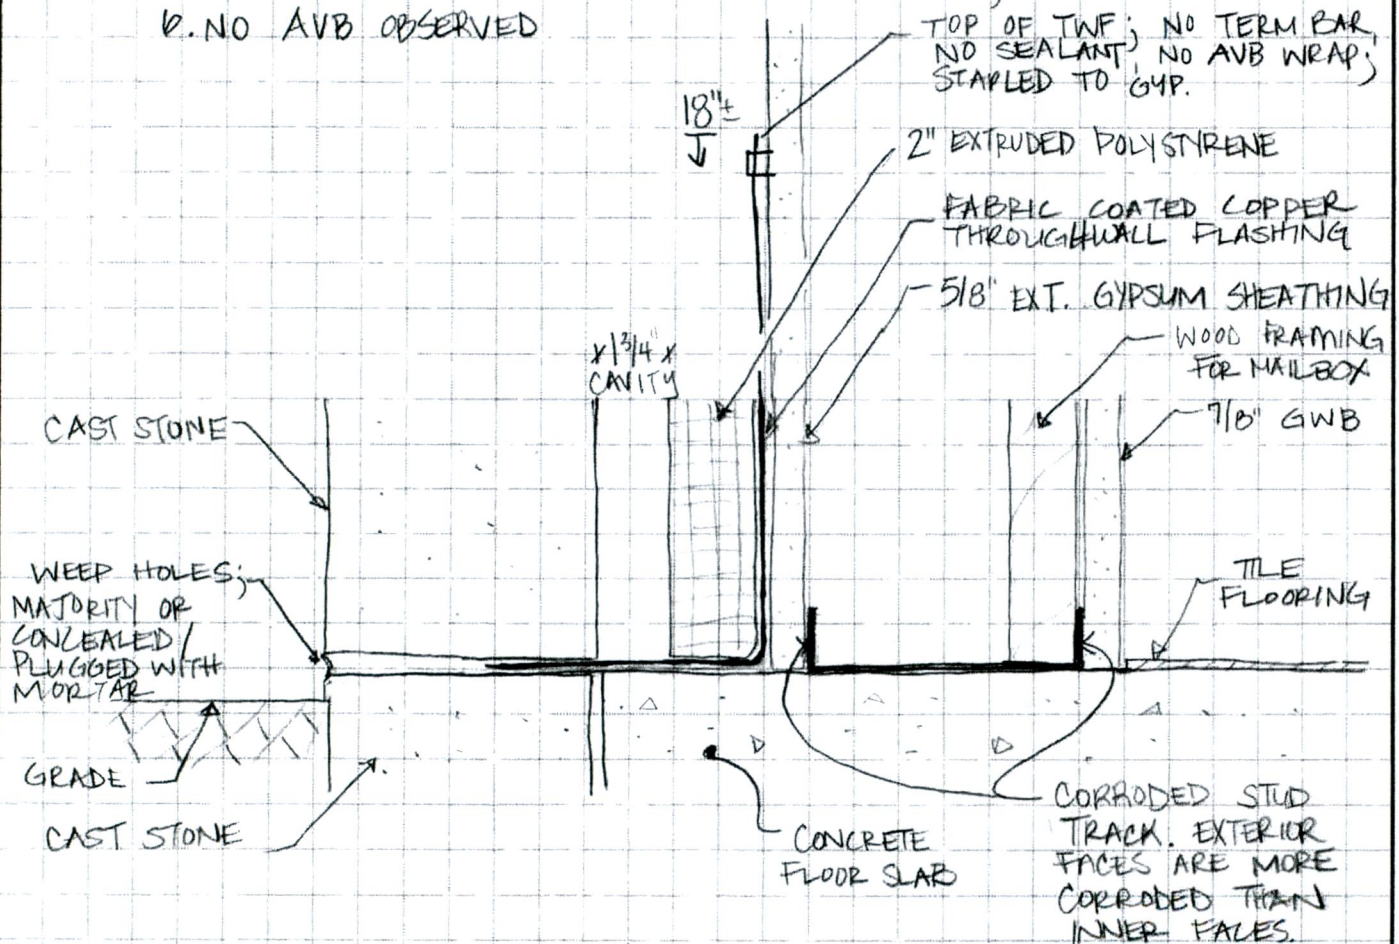 6. NO AVB OBSERVED
TOP OF TWF; NO TERM BAR,
NO SEALANT, NO AVB WRAP;
STAPLED TO GYP.
18"±
2" EXTRUDED POLYSTYRENE
FABRIC COATED COPPER
THROUGHWALL FLASHING
5/8" EXT. GYPSUM SHEATHING
WOOD FRAMING
FOR MAILBOX
7/8" GWB
x 1 3/4" x
CAVITY
CAST STONE
WEEP HOLES;
MAJORITY OR
CONCEALED/
PLUGGED WITH
MORTAR
TILE
FLOORING
GRADE
CAST STONE
CONCRETE
FLOOR SLAB
CORRODED STUD
TRACK. EXTERIOR
FACES ARE MORE
CORRODED THAN
INNER FACES.